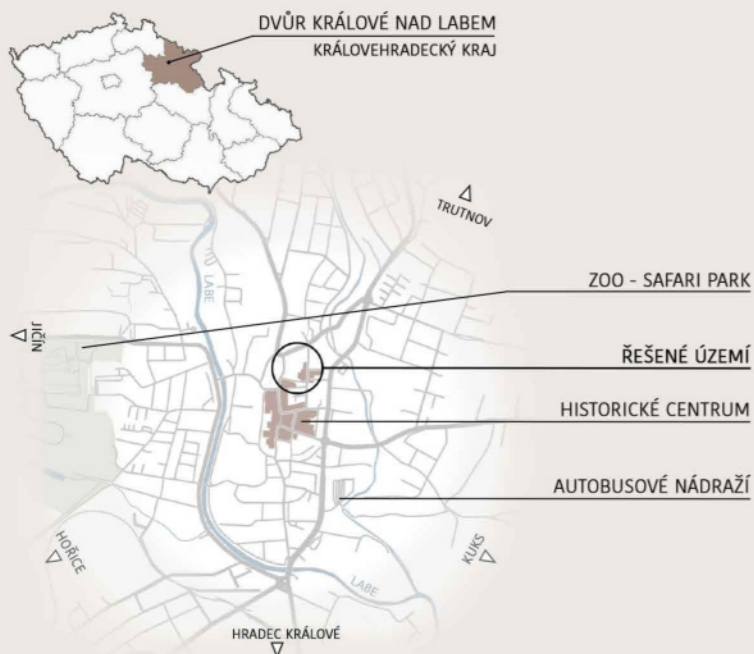 DVŮR KRÁLOVÉ NAD LABEM
KRÁLOVEHRADECKÝ KRAJ
TRUTNOV
LABE
ZOO - SAFARI PARK
JIČÍN
ŘEŠENÉ ÚZEMÍ
HISTORICKÉ CENTRUM
AUTOBUSOVÉ NÁDRAŽÍ
HOŘICE
KUKS
LABE
HRADEC KRÁLOVÉ